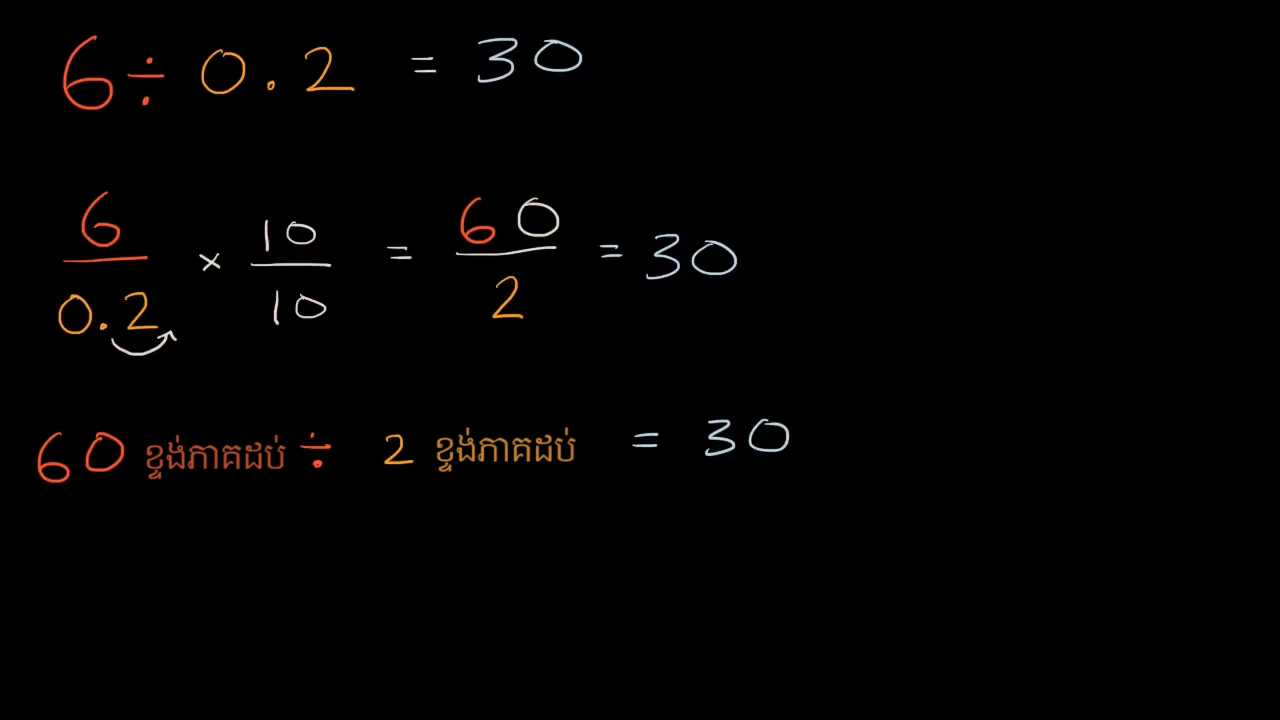 6 ÷ 0.2 = 30
6/0.2 × 10/10 = 60/2 = 30
60 ខ្ទង់ភាគដប់ ÷ 2 ខ្ទង់ភាគដប់ = 30